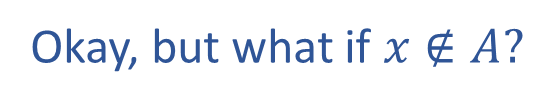 Okay, but what if x ∉ A?